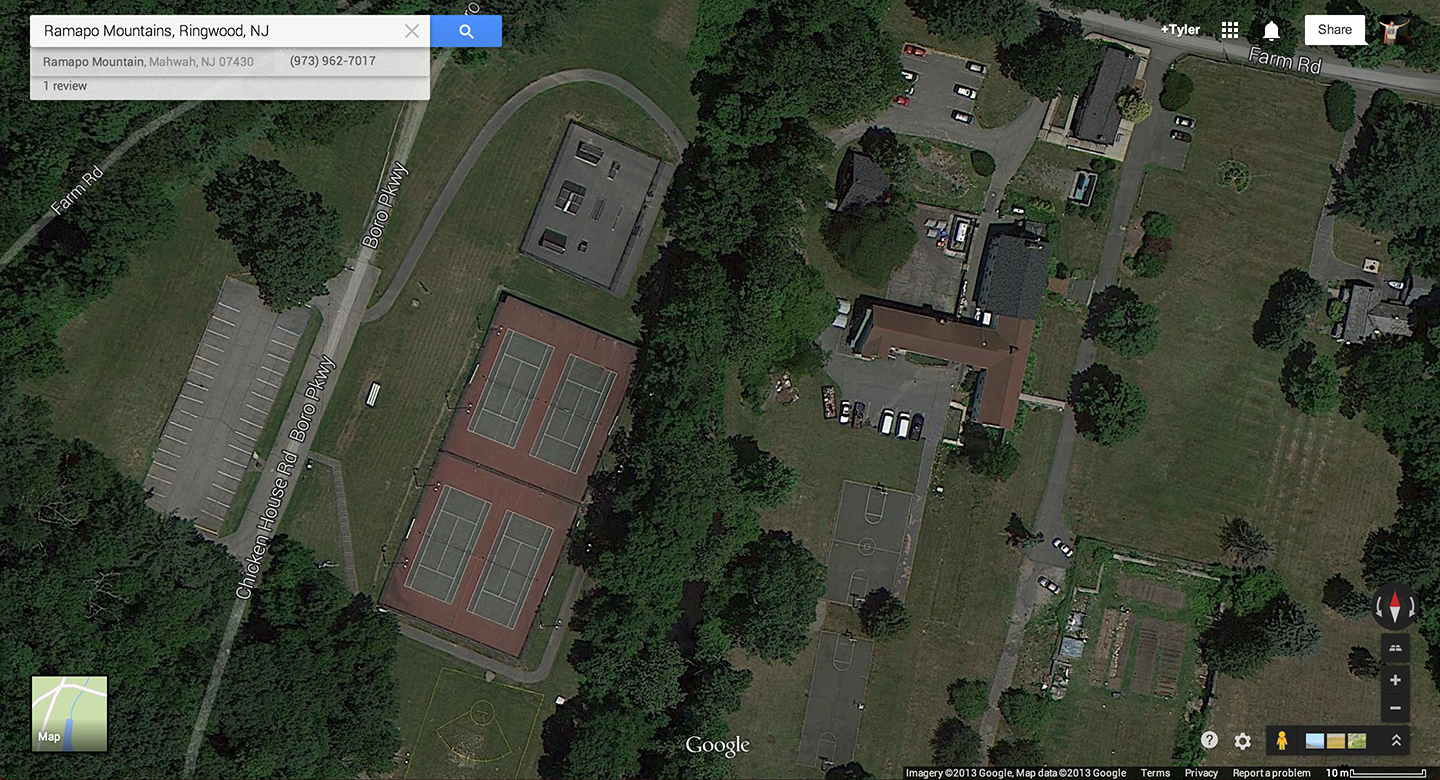 Ramapo Mountains, Ringwood, NJ
Ramapo Mountain, Mahwah, NJ 07430 (973) 962-7017
1 review
+Tyler
Share
Farm Rd
Farm Rd
Boro Pkwy
Boro Pkwy
Chicken House Rd
Map
Google
?
Imagery ©2013 Google, Map data ©2013 Google Terms Privacy Report a problem 10 m